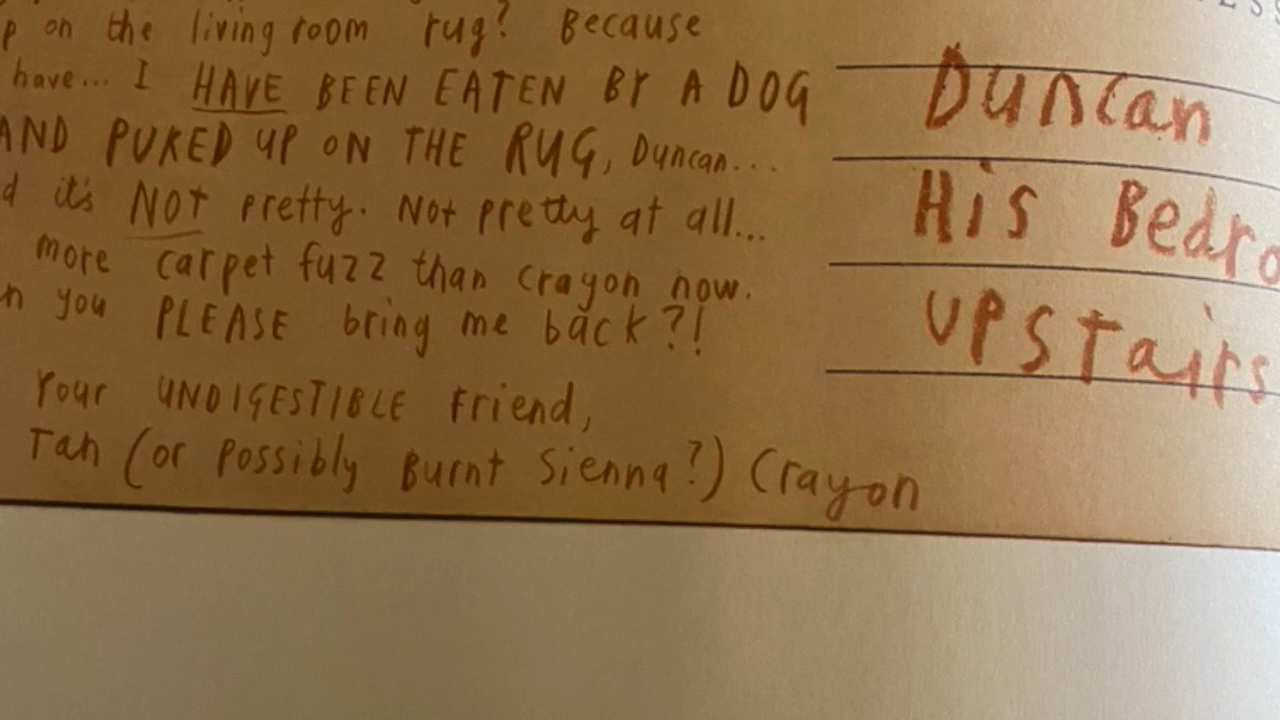 p on the living room rug? Because
have... I HAVE BEEN EATEN BY A DOG
AND PUKED UP ON THE RUG, Duncan...
d it's NOT pretty. Not pretty at all...
more carpet fuzz than crayon now.
n you PLEASE bring me back?!
Your UNDIGESTIBLE Friend,
Tan (or possibly Burnt Sienna?) Crayon
Duncan
His Bedro
UPStairs